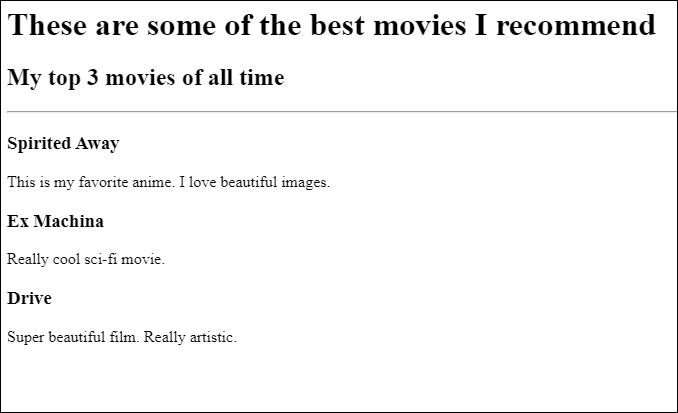 These are some of the best movies I recommend
My top 3 movies of all time
Spirited Away
This is my favorite anime. I love beautiful images.
Ex Machina
Really cool sci-fi movie.
Drive
Super beautiful film. Really artistic.